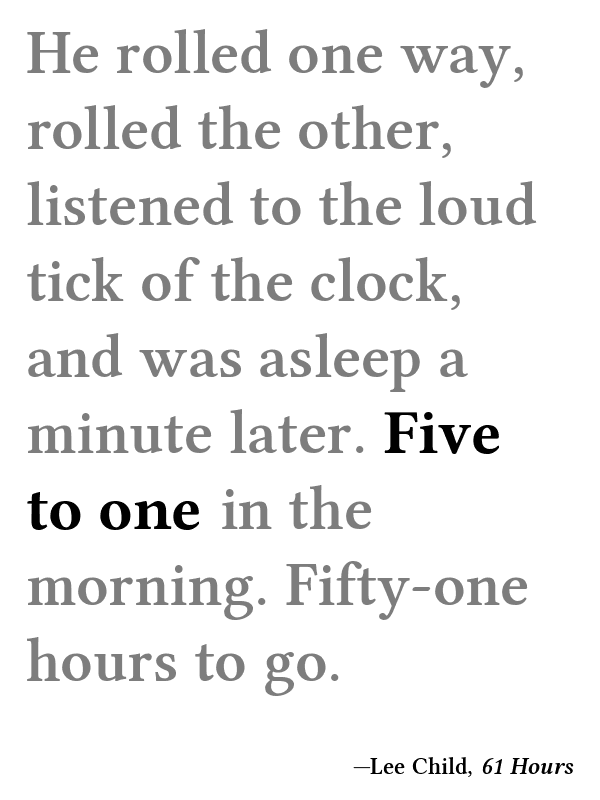 He rolled one way,
rolled the other,
listened to the loud
tick of the clock,
and was asleep a
minute later. Five
to one in the
morning. Fifty-one
hours to go.
—Lee Child, 61 Hours